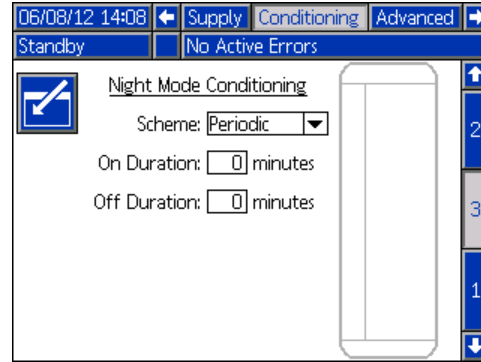 06/08/12 14:08 Supply Conditioning Advanced
Standby No Active Errors
Night Mode Conditioning
Scheme: Periodic
On Duration: 0 minutes
Off Duration: 0 minutes
2
3
1